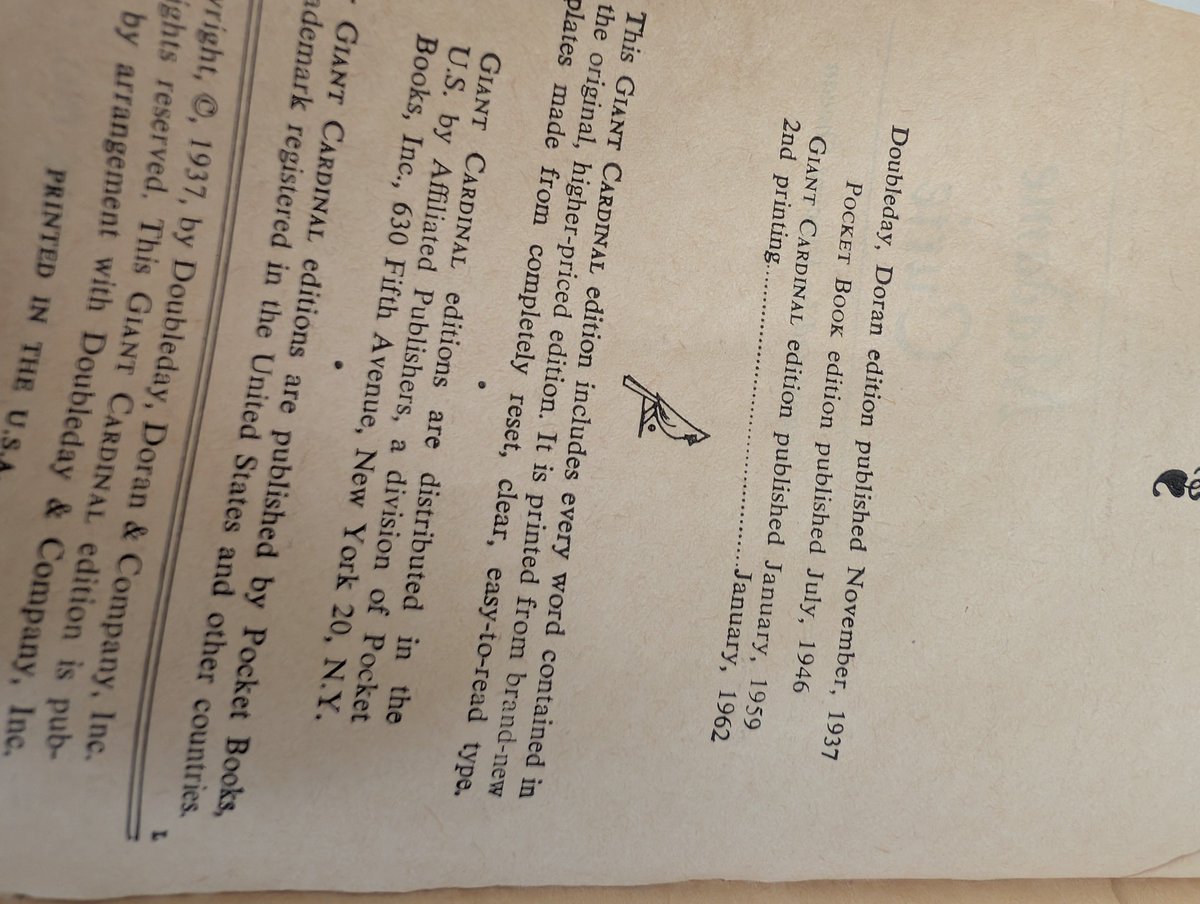 Doubleday, Doran edition published November, 1937
POCKET BOOK edition published July, 1946
GIANT CARDINAL edition published January, 1959
2nd printing..............................January, 1962
This GIANT CARDINAL edition includes every word contained in
the original, higher-priced edition. It is printed from brand-new
plates made from completely reset, clear, easy-to-read type.
GIANT CARDINAL editions are distributed in the
U.S. by Affiliated Publishers, a division of Pocket
Books, Inc., 630 Fifth Avenue, New York 20, N.Y.
GIANT CARDINAL editions are published by Pocket Books,
ademark registered in the United States and other countries.
L
yright, ©, 1937, by Doubleday, Doran & Company, Inc.
ights reserved. This GIANT CARDINAL edition is pub-
by arrangement with Doubleday & Company, Inc.
PRINTED IN THE U.S.A.